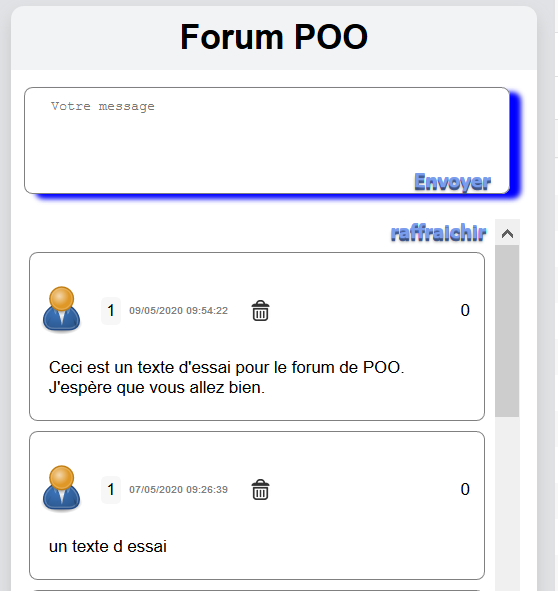 Forum POO
Votre message
Envoyer
raffraichir
1 09/05/2020 09:54:22 0
Ceci est un texte d'essai pour le forum de POO.
J'espère que vous allez bien.
1 07/05/2020 09:26:39 0
un texte d essai